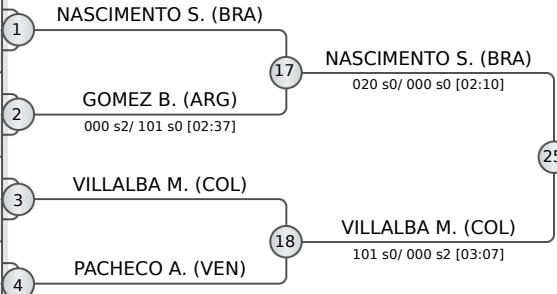 NASCIMENTO S. (BRA)
1
17
NASCIMENTO S. (BRA)
020 s0/ 000 s0 [02:10]
GOMEZ B. (ARG)
2
000 s2/ 101 s0 [02:37]
25
VILLALBA M. (COL)
3
18
VILLALBA M. (COL)
101 s0/ 000 s2 [03:07]
PACHECO A. (VEN)
4